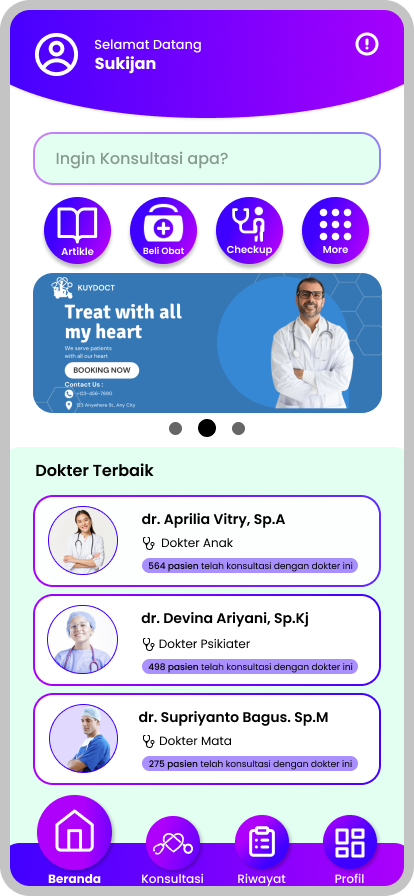 Selamat Datang
Sukijan
Ingin Konsultasi apa?
Artikle
Beli Obat
Checkup
More
KUYDOCT
Treat with all
my heart
We serve patients
with all our heart
BOOKING NOW
Contact Us :
+123-456-7890
123 Anywhere St., Any City
Dokter Terbaik
dr. Aprilia Vitry, Sp.A
Dokter Anak
564 pasien telah konsultasi dengan dokter ini
dr. Devina Ariyani, Sp.Kj
Dokter Psikiater
498 pasien telah konsultasi dengan dokter ini
dr. Supriyanto Bagus. Sp.M
Dokter Mata
275 pasien telah konsultasi dengan dokter ini
Beranda
Konsultasi
Riwayat
Profil